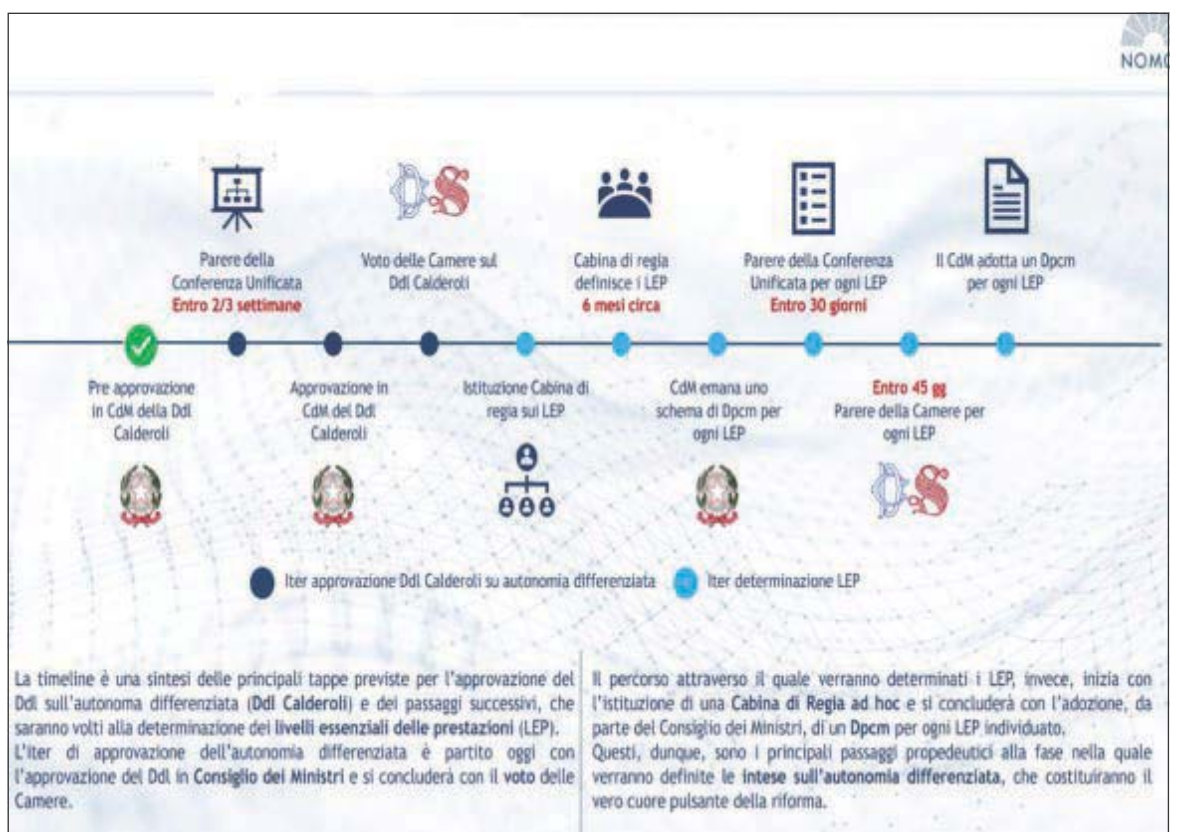 NOMO
Parere della
Conferenza Unificata
Entro 2/3 settimane
Voto delle Camere sul
Ddl Calderoli
Cabina di regia
definisce i LEP
6 mesi circa
Parere della Conferenza
Unificata per ogni LEP
Entro 30 giorni
Il CdM adotta un Dpcm
per ogni LEP
Pre approvazione
in CdM della Ddl
Calderoli
Approvazione in
CdM del Ddl
Calderoli
Istituzione Cabina di
regia sui LEP
CdM emana uno
schema di Dpcm per
ogni LEP
Entro 45 gg
Parere della Camere per
ogni LEP
Iter approvazione Ddl Calderoli su autonomia differenziata
Iter determinazione LEP
La timeline è una sintesi delle principali tappe previste per l'approvazione del
Ddl sull'autonoma differenziata (Ddl Calderoli) e dei passaggi successivi, che
saranno volti alla determinazione dei livelli essenziali delle prestazioni (LEP).
L'iter di approvazione dell'autonomia differenziata è partito oggi con
l'approvazione del Ddl in Consiglio dei Ministri e si concluderà con il voto delle
Camere.
Il percorso attraverso il quale verranno determinati i LEP, invece, inizia con
l'istituzione di una Cabina di Regia ad hoc e si concluderà con l'adozione, da
parte del Consiglio dei Ministri, di un Dpcm per ogni LEP individuato.
Questi, dunque, sono i principali passaggi propedeutici alla fase nella quale
verranno definite le intese sull'autonomia differenziata, che costituiranno il
vero cuore pulsante della riforma.